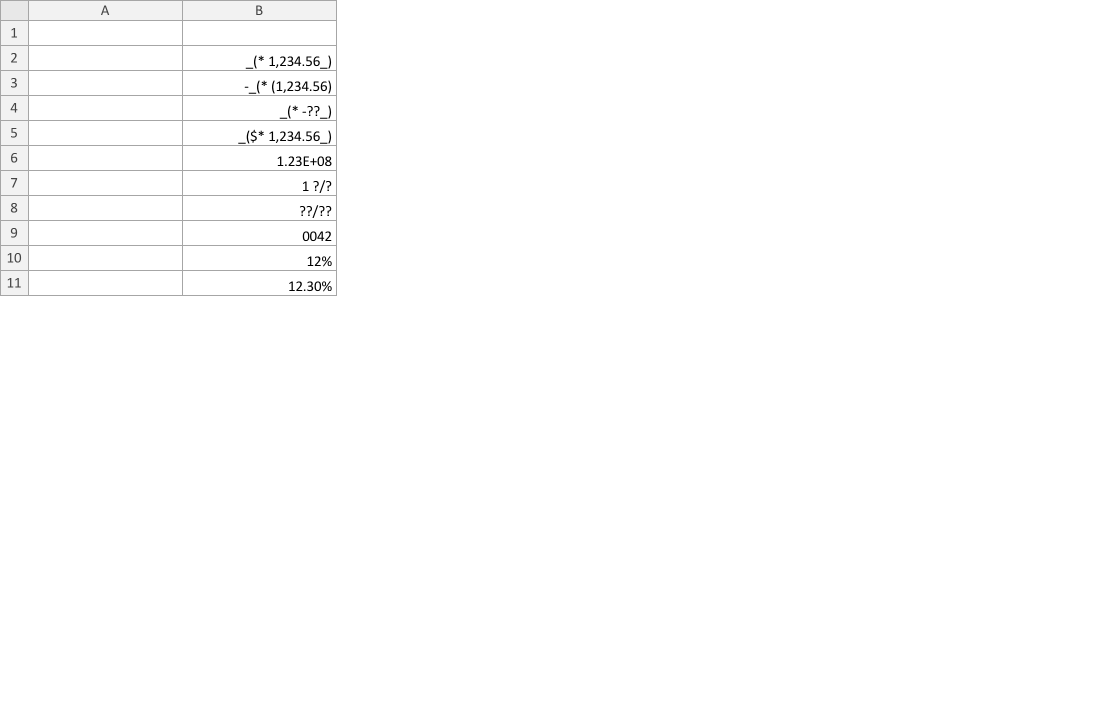 A B
1
2 _(* 1,234.56_)
3 -_(* (1,234.56)
4 _(* -??_)
5 _($* 1,234.56_)
6 1.23E+08
7 1 ?/?
8 ??/??
9 0042
10 12%
11 12.30%